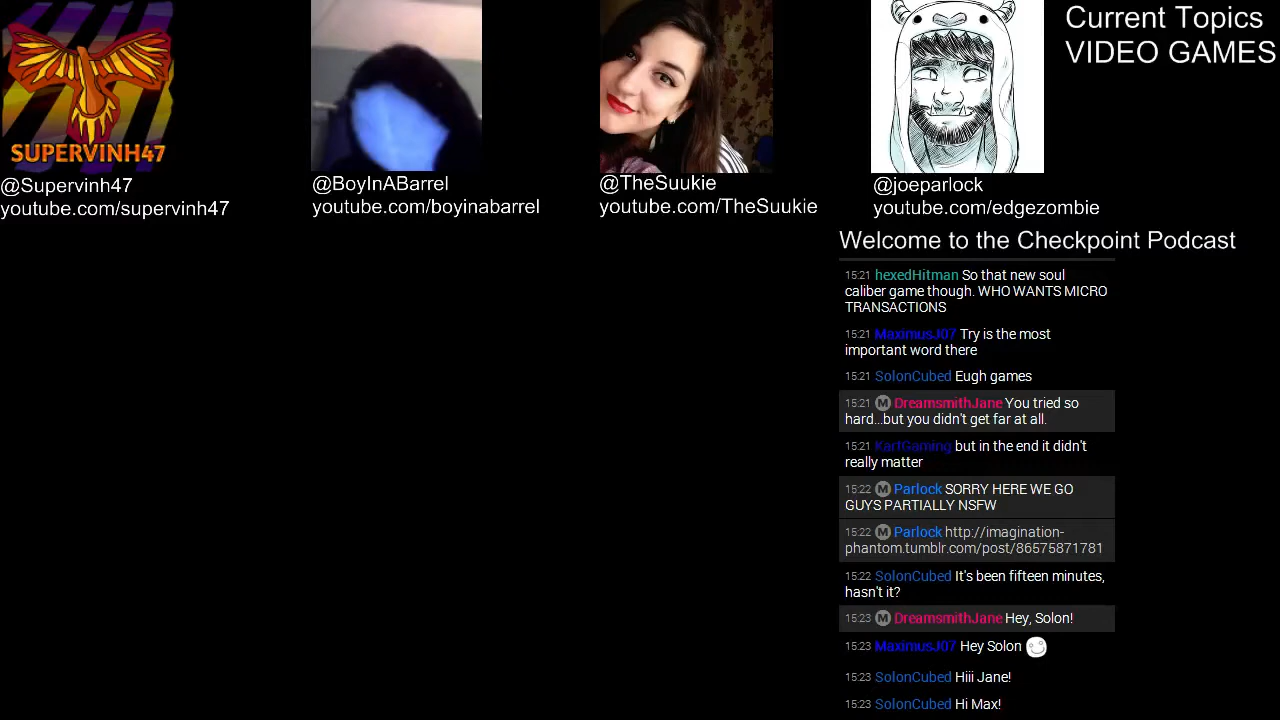 Current Topics
VIDEO GAMES
SUPERVINH47
@Supervinh47
youtube.com/supervinh47
@BoyInABarrel
youtube.com/boyinabarrel
@TheSuukie
youtube.com/TheSuukie
@joeparlock
youtube.com/edgezombie
Welcome to the Checkpoint Podcast
15:21 hexedHitman So that new soul
caliber game though. WHO WANTS MICRO
TRANSACTIONS
15:21 MaximusJ07 Try is the most
important word there
15:21 SolonCubed Eugh games
15:21 M DreamsmithJane You tried so
hard...but you didn't get far at all.
15:21 KarfGaming but in the end it didn't
really matter
15:22 M Parlock SORRY HERE WE GO
GUYS PARTIALLY NSFW
15:22 M Parlock http://imagination-
phantom.tumblr.com/post/86575871781
15:22 SolonCubed It's been fifteen minutes,
hasn't it?
15:23 M DreamsmithJane Hey, Solon!
15:23 MaximusJ07 Hey Solon
15:23 SolonCubed Hiii Jane!
15:23 SolonCubed Hi Max!